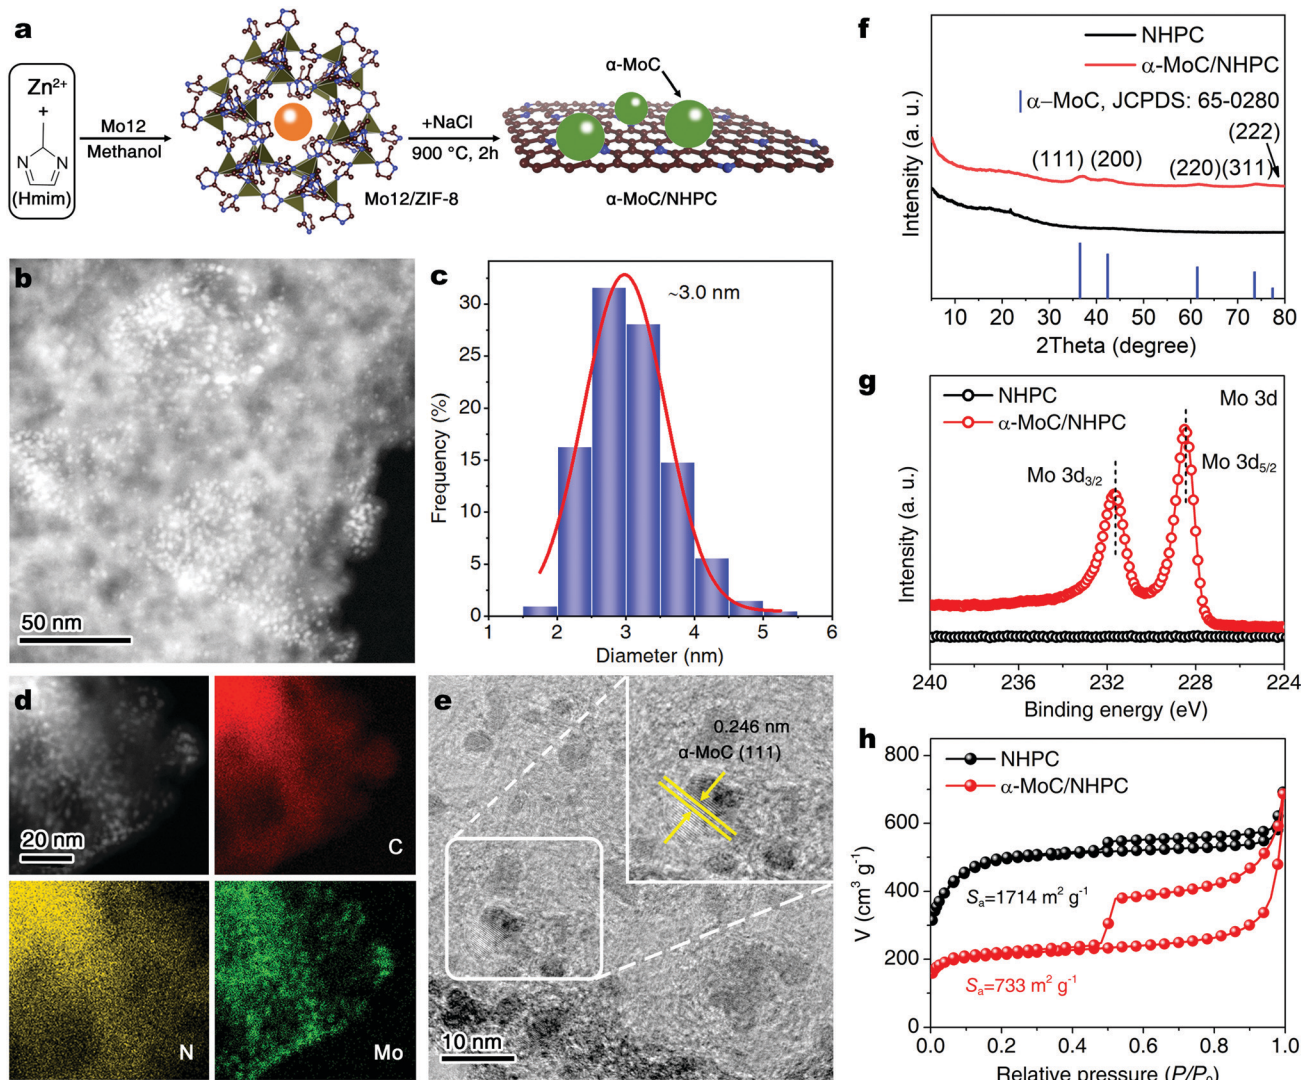 a
Zn²⁺
+
N N
(Hmim)
Mo12
Methanol
Mo12/ZIF-8
+NaCl
900 °C, 2h
α-MoC
α-MoC/NHPC
b
50 nm
c
~3.0 nm
Frequency (%)
30
25
20
15
10
5
0
1 2 3 4 5 6
Diameter (nm)
d
20 nm
C
N
Mo
e
0.246 nm
α-MoC (111)
10 nm
f
NHPC
α-MoC/NHPC
α–MoC, JCPDS: 65-0280
(222)
(111) (200)
(220)(311)
Intensity (a. u.)
10 20 30 40 50 60 70 80
2Theta (degree)
g
NHPC
α-MoC/NHPC
Mo 3d
Mo 3d₃/₂
Mo 3d₅/₂
Intensity (a. u.)
240 236 232 228 224
Binding energy (eV)
h
NHPC
α-MoC/NHPC
V (cm³ g⁻¹)
800
600
400
200
0
Sₐ=1714 m² g⁻¹
Sₐ=733 m² g⁻¹
0.0 0.2 0.4 0.6 0.8 1.0
Relative pressure (P/P₀)